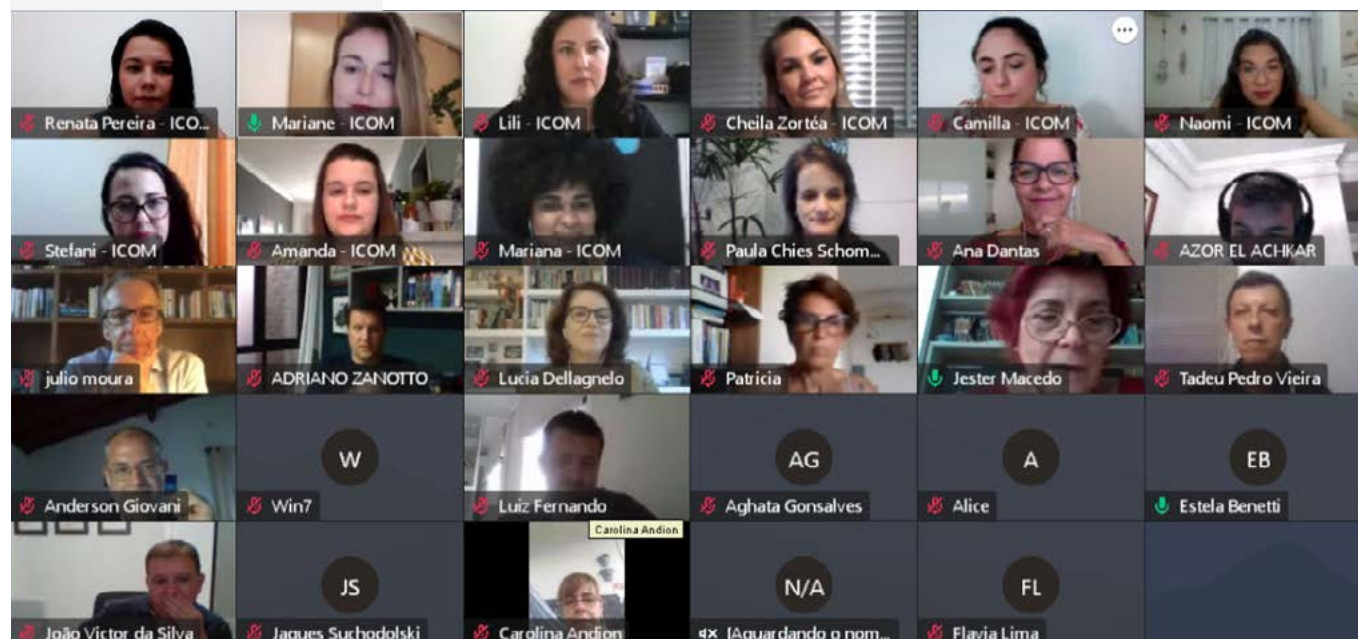 Renata Pereira - ICO...
Mariane - ICOM
Lili - ICOM
Cheila Zortéa - ICOM
Camilla - ICOM
Naomi - ICOM
Stefani - ICOM
Amanda - ICOM
Mariana - ICOM
Paula Chies Schom...
Ana Dantas
AZOR EL ACHKAR
julio moura
ADRIANO ZANOTTO
Lucia Dellagnelo
Patricia
Jester Macedo
Tadeu Pedro Vieira
Anderson Giovani
W
Win7
Luiz Fernando
AG
Aghata Gonsalves
A
Alice
EB
Estela Benetti
João Victor da Silva
JS
Jaques Suchodolski
Carolina Andion
Carolina Andion
N/A
[Aguardando o nom...
FL
Flavia Lima